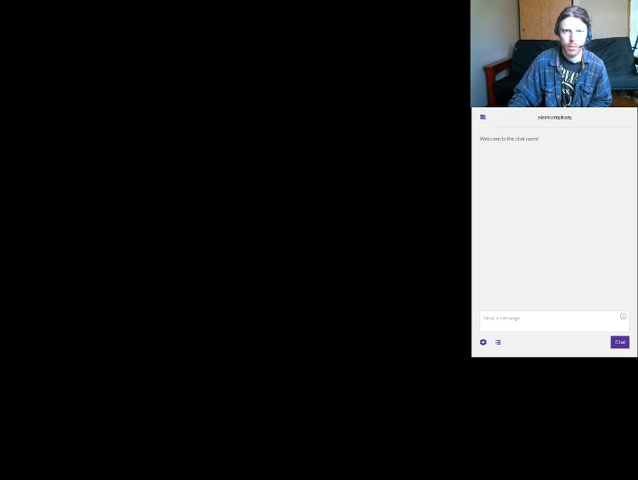 silentcomplexity
Welcome to the chat room!
Send a message
Chat